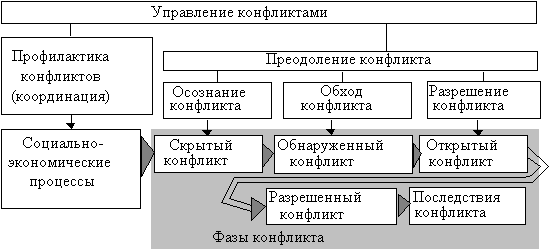 Управление конфликтами
Профилактика
конфликтов
(координация)
Преодоление конфликта
Осознание
конфликта
Обход
конфликта
Разрешение
конфликта
Социально-
экономические
процессы
Скрытый
конфликт
Обнаруженный
конфликт
Открытый
конфликт
Разрешенный
конфликт
Последствия
конфликта
Фазы конфликта